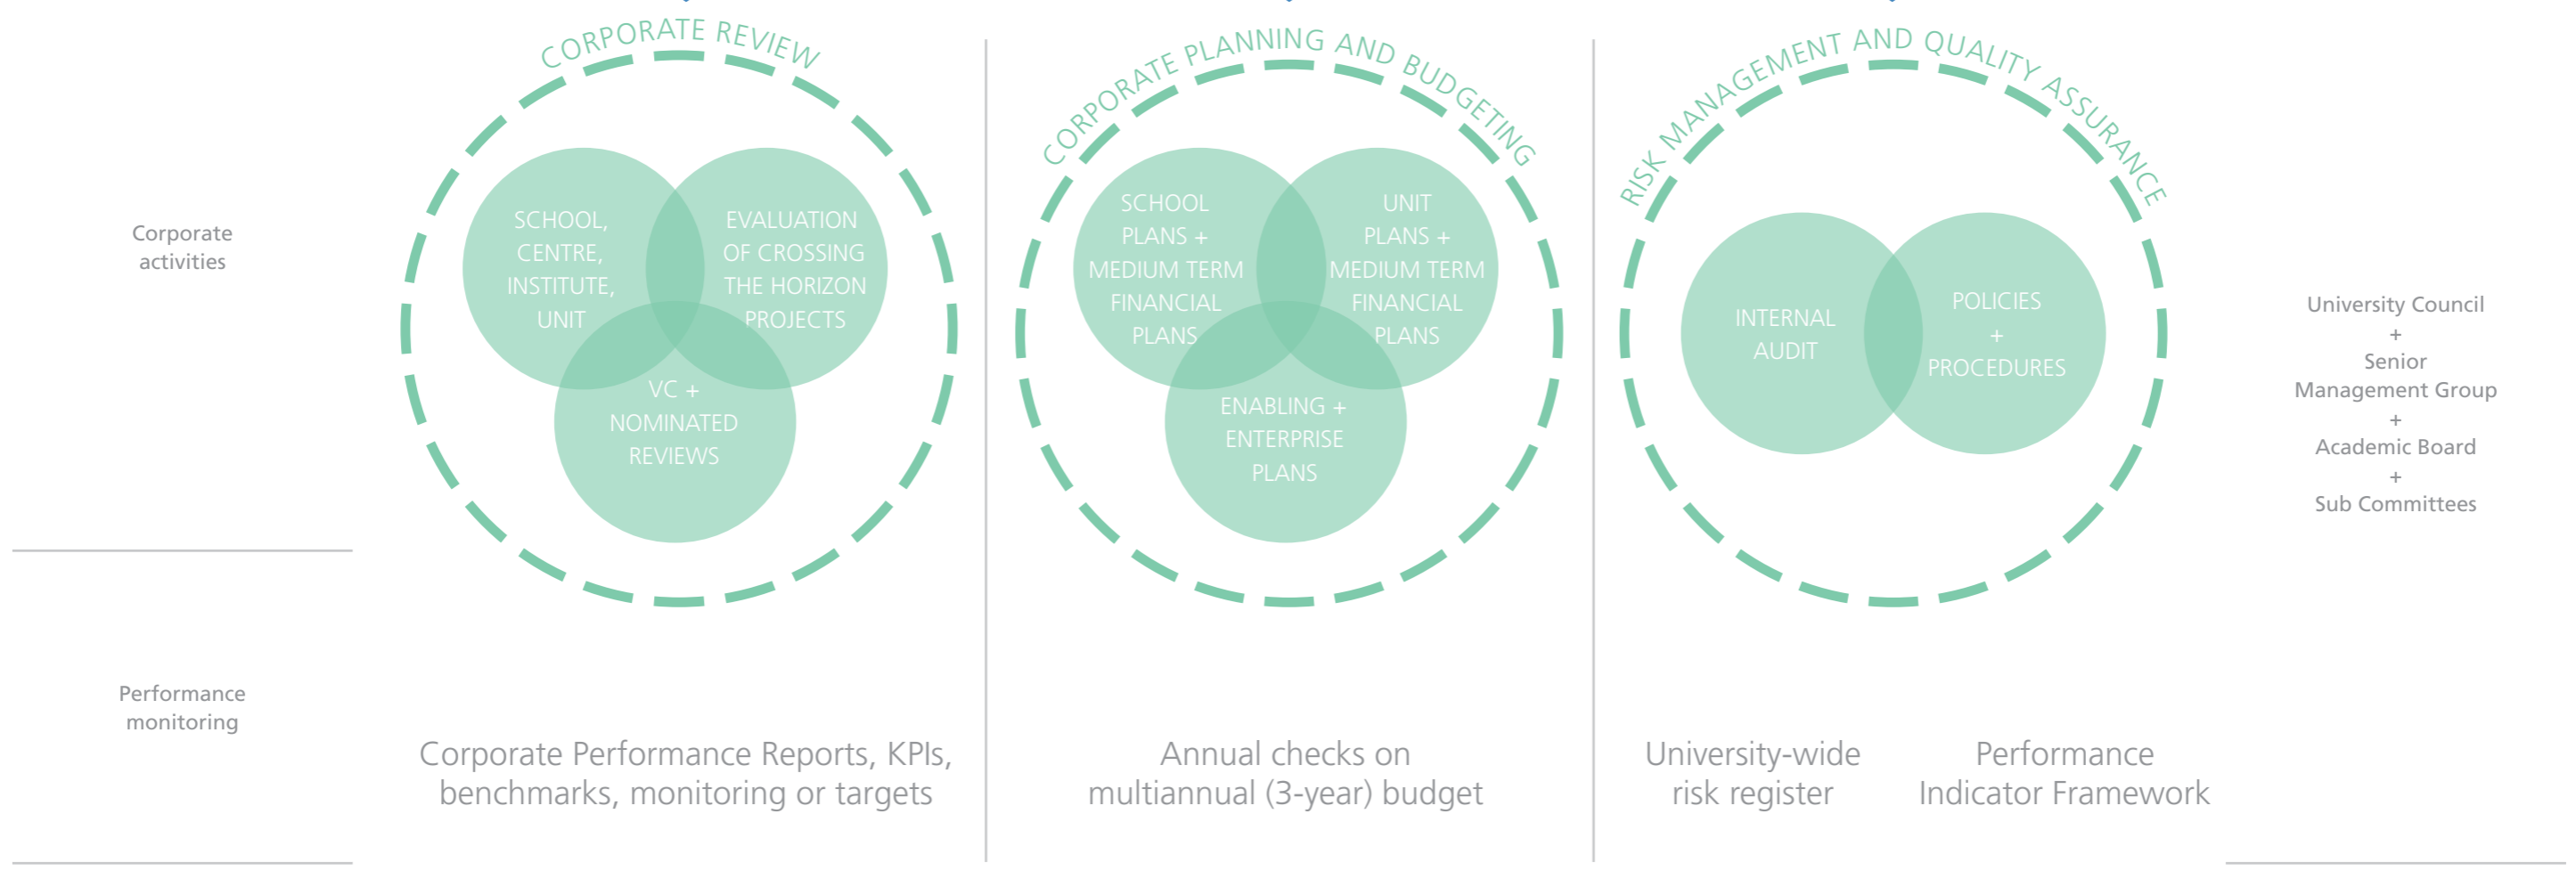 CORPORATE REVIEW
CORPORATE PLANNING AND BUDGETING
RISK MANAGEMENT AND QUALITY ASSURANCE
Corporate
activities
SCHOOL,
CENTRE,
INSTITUTE,
UNIT
EVALUATION
OF CROSSING
THE HORIZON
PROJECTS
VC +
NOMINATED
REVIEWS
SCHOOL
PLANS +
MEDIUM TERM
FINANCIAL
PLANS
UNIT
PLANS +
MEDIUM TERM
FINANCIAL
PLANS
ENABLING +
ENTERPRISE
PLANS
INTERNAL
AUDIT
POLICIES
+
PROCEDURES
University Council
+
Senior
Management Group
+
Academic Board
+
Sub Committees
Performance
monitoring
Corporate Performance Reports, KPIs,
benchmarks, monitoring or targets
Annual checks on
multiannual (3-year) budget
University-wide
risk register
Performance
Indicator Framework